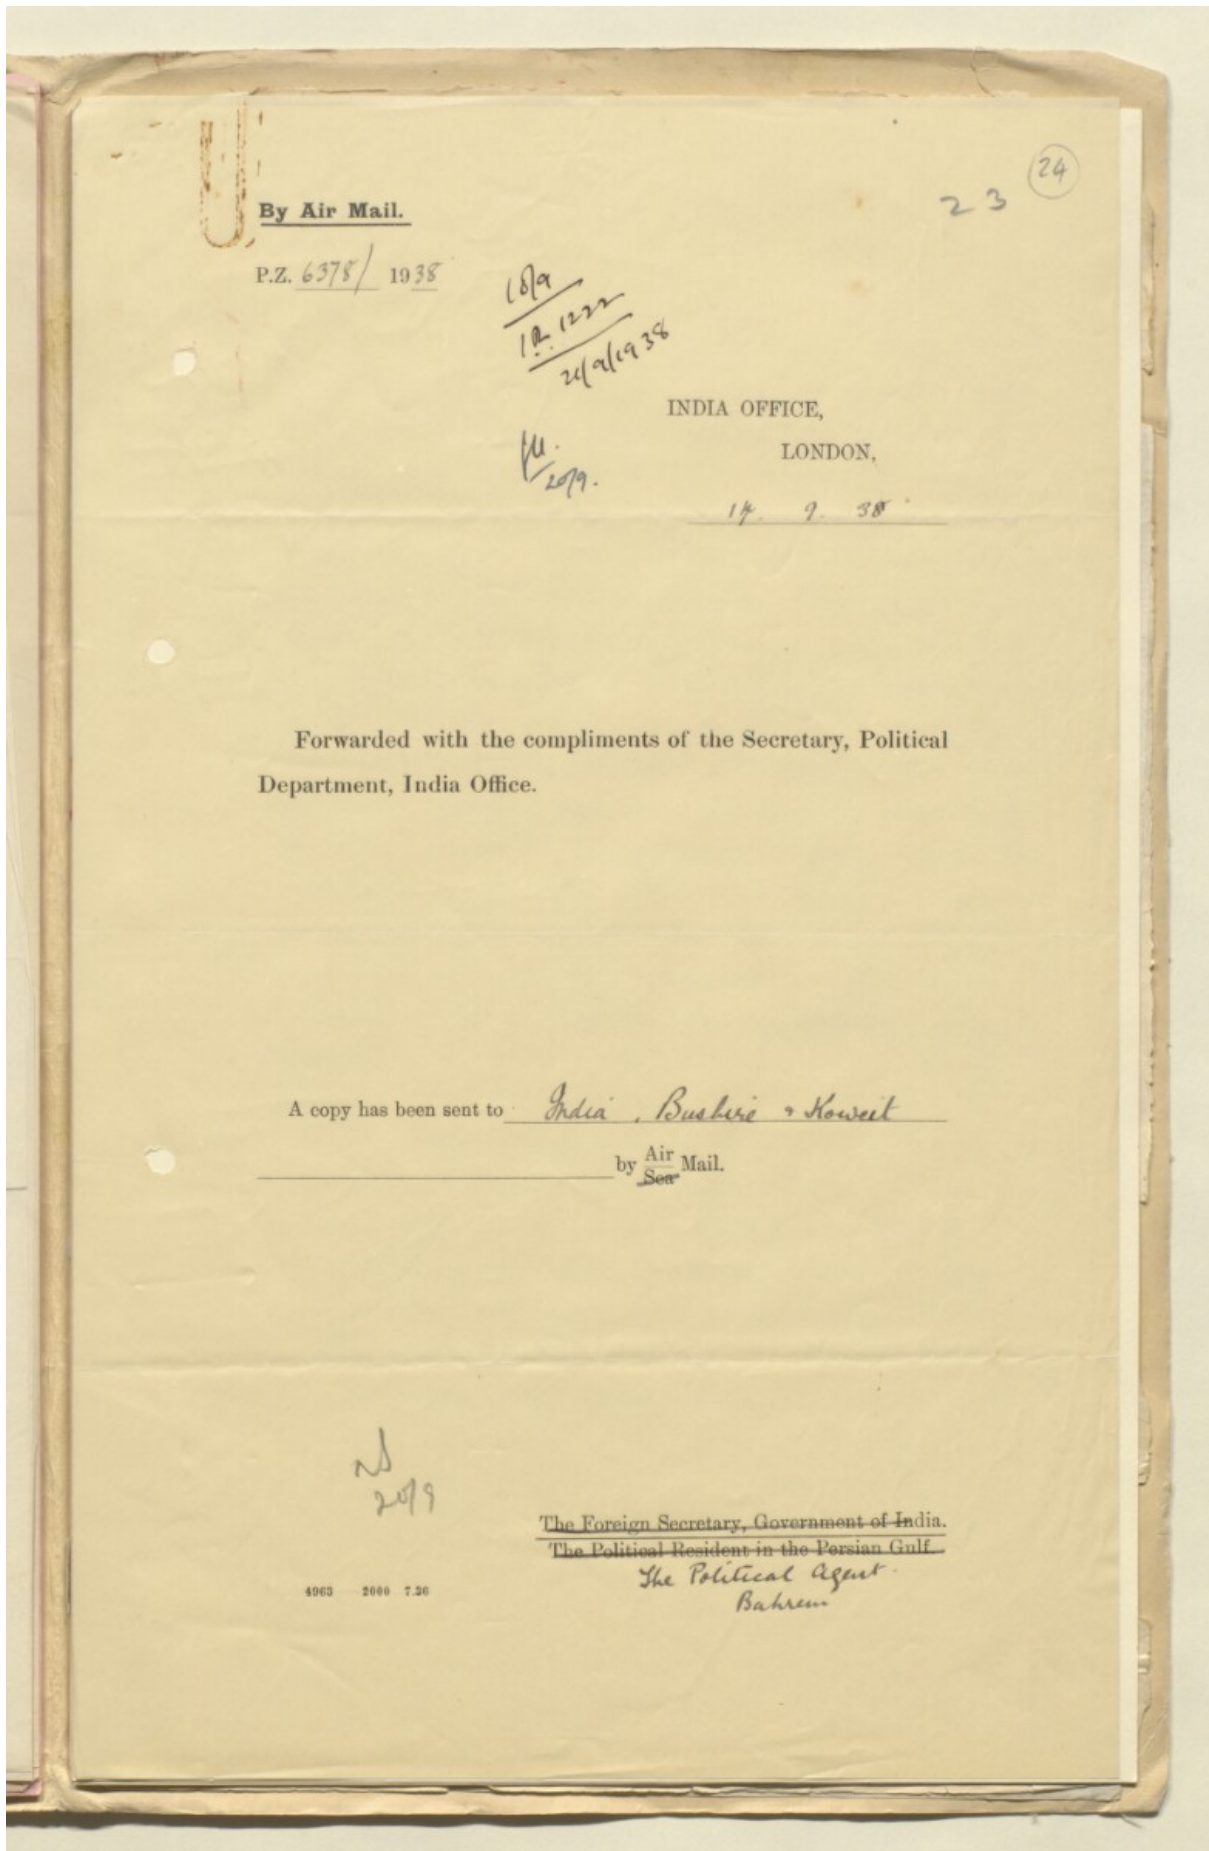 24
23
By Air Mail.
P.Z. 6378/ 1938
18/9
1R 1222
21/9/1938
INDIA OFFICE,
LONDON,
20/9.
9. 38
Forwarded with the compliments of the Secretary, Political
Department, India Office.
A copy has been sent to India, Bushire & Koweit
by Air Mail.
Sea
20/9
The Foreign Secretary, Government of India.
The Political Resident in the Persian Gulf.
The Political Agent.
Bahrein
4963 2000 7.36